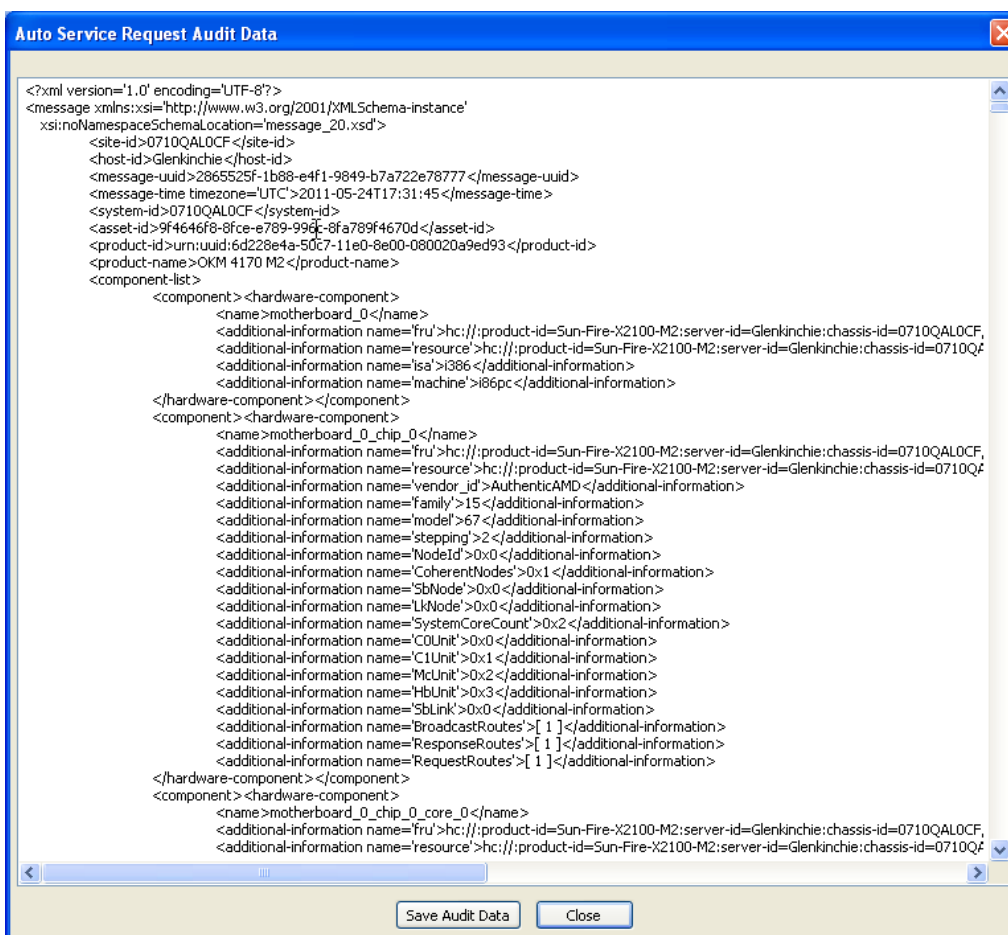 Auto Service Request Audit Data
<?xml version='1.0' encoding='UTF-8'?>
<message xmlns:xsi='http://www.w3.org/2001/XMLSchema-instance'
xsi:noNamespaceSchemaLocation='message_20.xsd'>
<site-id>0710QAL0CF</site-id>
<host-id>Glenkinchie</host-id>
<message-uuid>2865525f-1b88-e4f1-9849-b7a722e78777</message-uuid>
<message-time timezone='UTC'>2011-05-24T17:31:45</message-time>
<system-id>0710QAL0CF</system-id>
<asset-id>9f4646f8-8fce-e789-996c-8fa789f4670d</asset-id>
<product-id>urn:uuid:6d228e4a-50c7-11e0-8e00-080020a9ed93</product-id>
<product-name>OKM 4170 M2</product-name>
<component-list>
<component><hardware-component>
<name>motherboard_0</name>
<additional-information name='fru'>hc://:product-id=Sun-Fire-X2100-M2:server-id=Glenkinchie:chassis-id=0710QAL0CF,
<additional-information name='resource'>hc://:product-id=Sun-Fire-X2100-M2:server-id=Glenkinchie:chassis-id=0710QA
<additional-information name='isa'>i386</additional-information>
<additional-information name='machine'>i86pc</additional-information>
</hardware-component></component>
<component><hardware-component>
<name>motherboard_0_chip_0</name>
<additional-information name='fru'>hc://:product-id=Sun-Fire-X2100-M2:server-id=Glenkinchie:chassis-id=0710QAL0CF,
<additional-information name='resource'>hc://:product-id=Sun-Fire-X2100-M2:server-id=Glenkinchie:chassis-id=0710QA
<additional-information name='vendor_id'>AuthenticAMD</additional-information>
<additional-information name='family'>15</additional-information>
<additional-information name='model'>67</additional-information>
<additional-information name='stepping'>2</additional-information>
<additional-information name='NodeId'>0x0</additional-information>
<additional-information name='CoherentNodes'>0x1</additional-information>
<additional-information name='SbNode'>0x0</additional-information>
<additional-information name='LkNode'>0x0</additional-information>
<additional-information name='SystemCoreCount'>0x2</additional-information>
<additional-information name='C0Unit'>0x0</additional-information>
<additional-information name='C1Unit'>0x1</additional-information>
<additional-information name='McUnit'>0x2</additional-information>
<additional-information name='HbUnit'>0x3</additional-information>
<additional-information name='SbLink'>0x0</additional-information>
<additional-information name='BroadcastRoutes'>[ 1 ]</additional-information>
<additional-information name='ResponseRoutes'>[ 1 ]</additional-information>
<additional-information name='RequestRoutes'>[ 1 ]</additional-information>
</hardware-component></component>
<component><hardware-component>
<name>motherboard_0_chip_0_core_0</name>
<additional-information name='fru'>hc://:product-id=Sun-Fire-X2100-M2:server-id=Glenkinchie:chassis-id=0710QAL0CF,
<additional-information name='resource'>hc://:product-id=Sun-Fire-X2100-M2:server-id=Glenkinchie:chassis-id=0710QA
Save Audit Data
Close